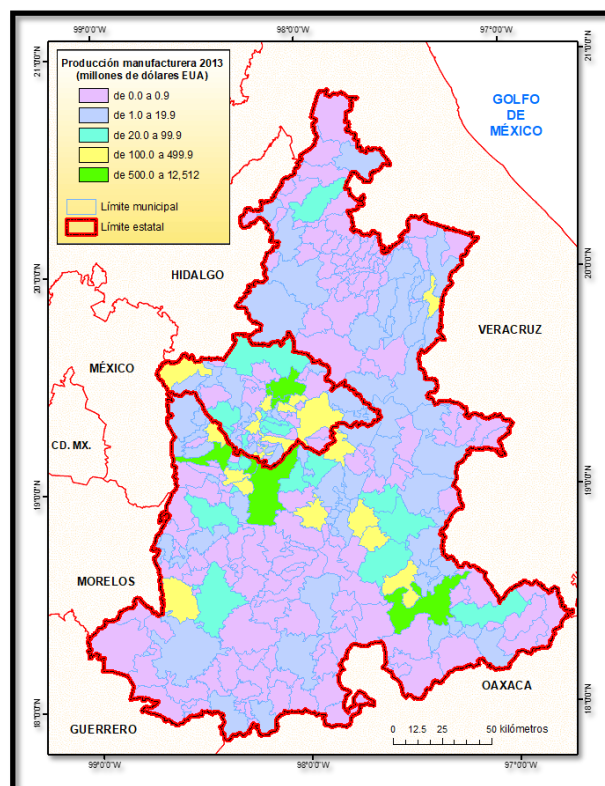 99°0'0"W
98°0'0"W
97°0'0"W
21°0'0"N
21°0'0"N
Producción manufacturera 2013
(millones de dólares EUA)
de 0.0 a 0.9
de 1.0 a 19.9
de 20.0 a 99.9
de 100.0 a 499.9
de 500.0 a 12,512
Límite municipal
Límite estatal
GOLFO
DE
MÉXICO
HIDALGO
20°0'0"N
20°0'0"N
VERACRUZ
MÉXICO
CD. MX.
19°0'0"N
19°0'0"N
MORELOS
OAXACA
GUERRERO
18°0'0"N
18°0'0"N
0 12.5 25 50 kilómetros
99°0'0"W
98°0'0"W
97°0'0"W